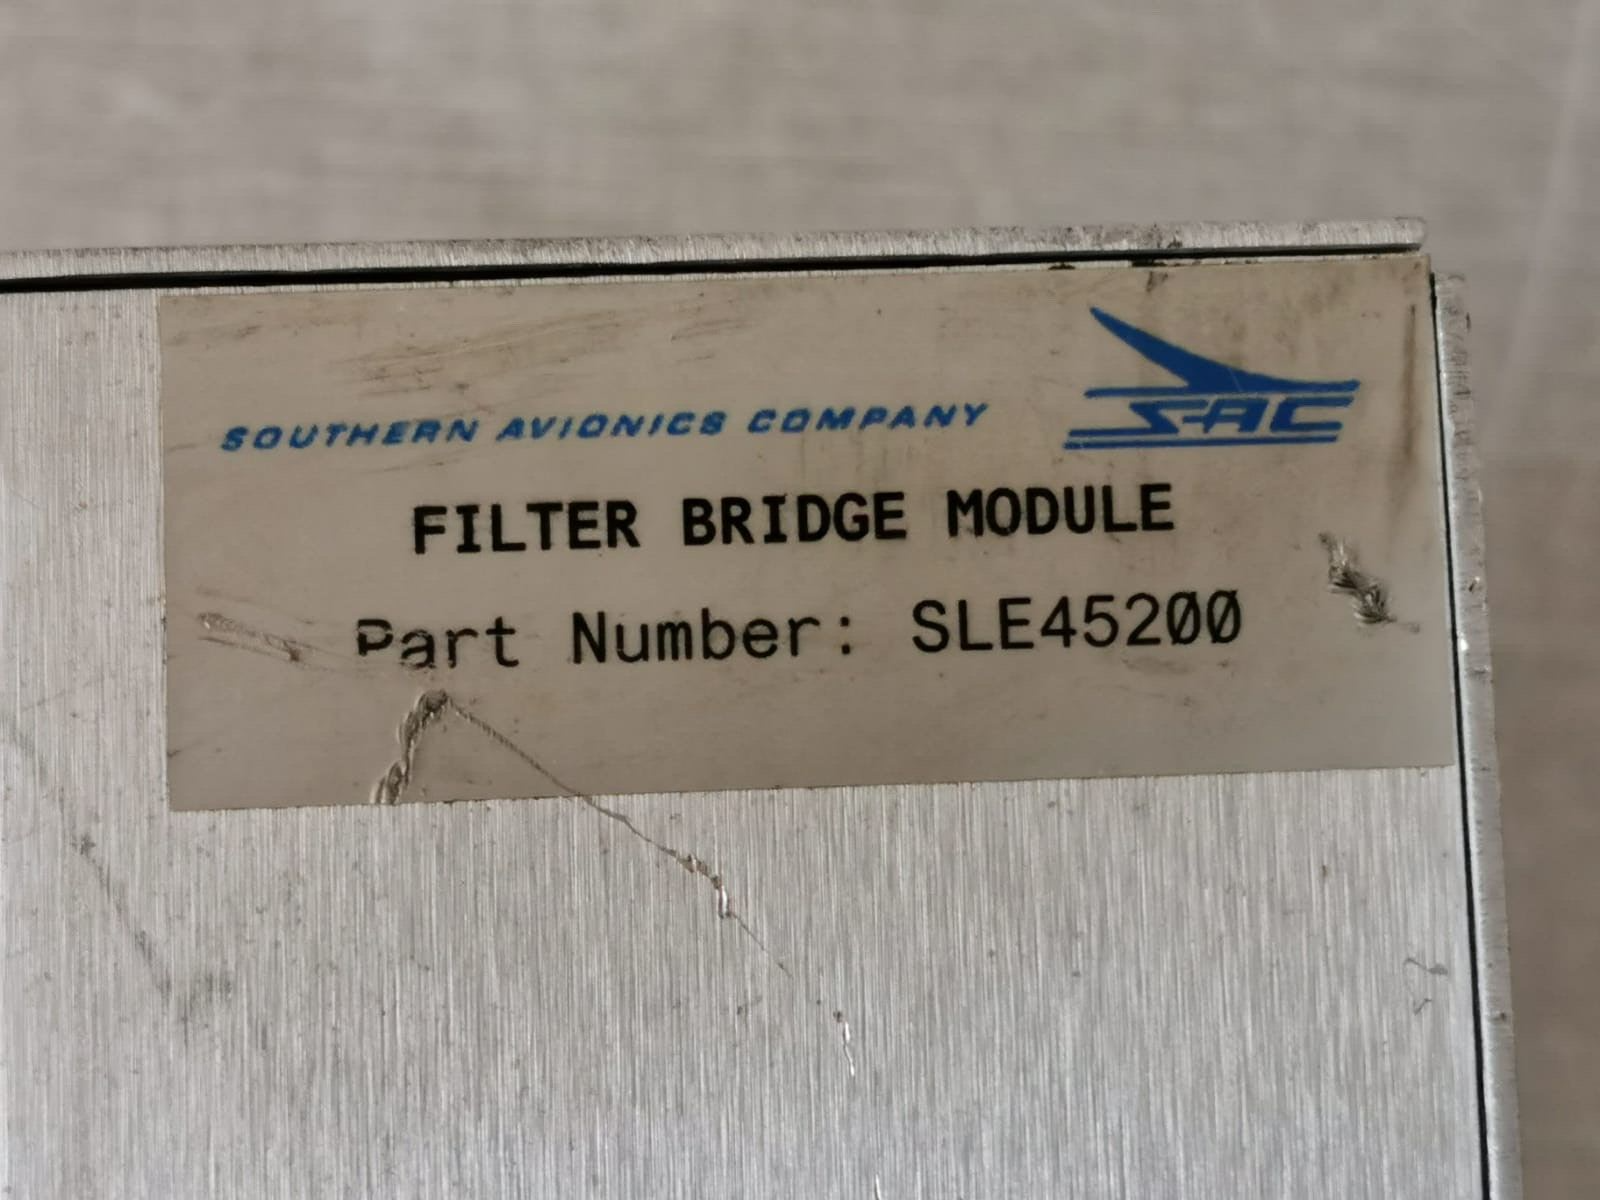 SOUTHERN AVIONICS COMPANY
SAC
FILTER BRIDGE MODULE
Part Number: SLE45200